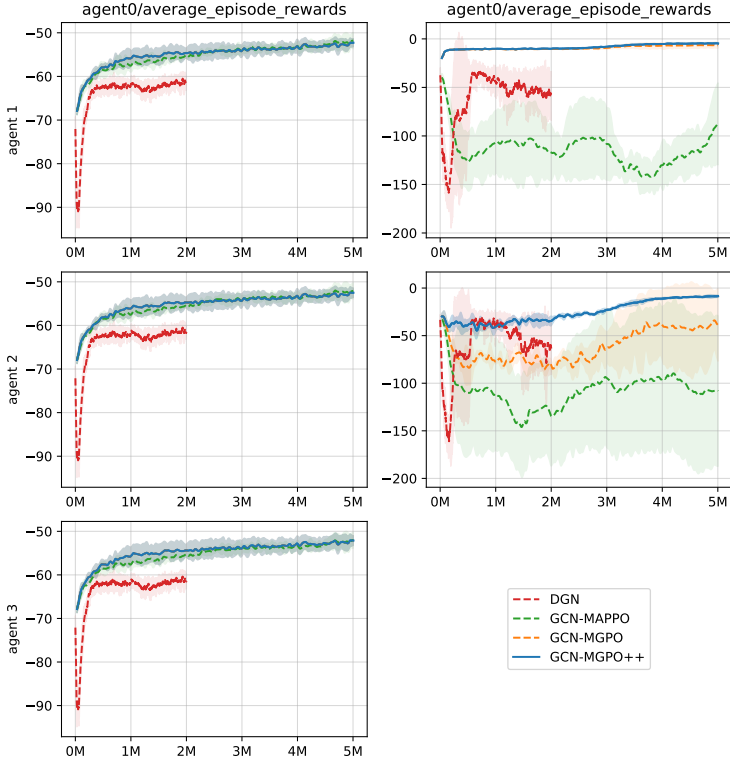 agent0/average_episode_rewards
agent0/average_episode_rewards
agent 1
−50
−60
−70
−80
−90
0M 1M 2M 3M 4M 5M
0
−50
−100
−150
−200
0M 1M 2M 3M 4M 5M
agent 2
−50
−60
−70
−80
−90
0M 1M 2M 3M 4M 5M
0
−50
−100
−150
−200
0M 1M 2M 3M 4M 5M
agent 3
−50
−60
−70
−80
−90
0M 1M 2M 3M 4M 5M
DGN
GCN-MAPPO
GCN-MGPO
GCN-MGPO++